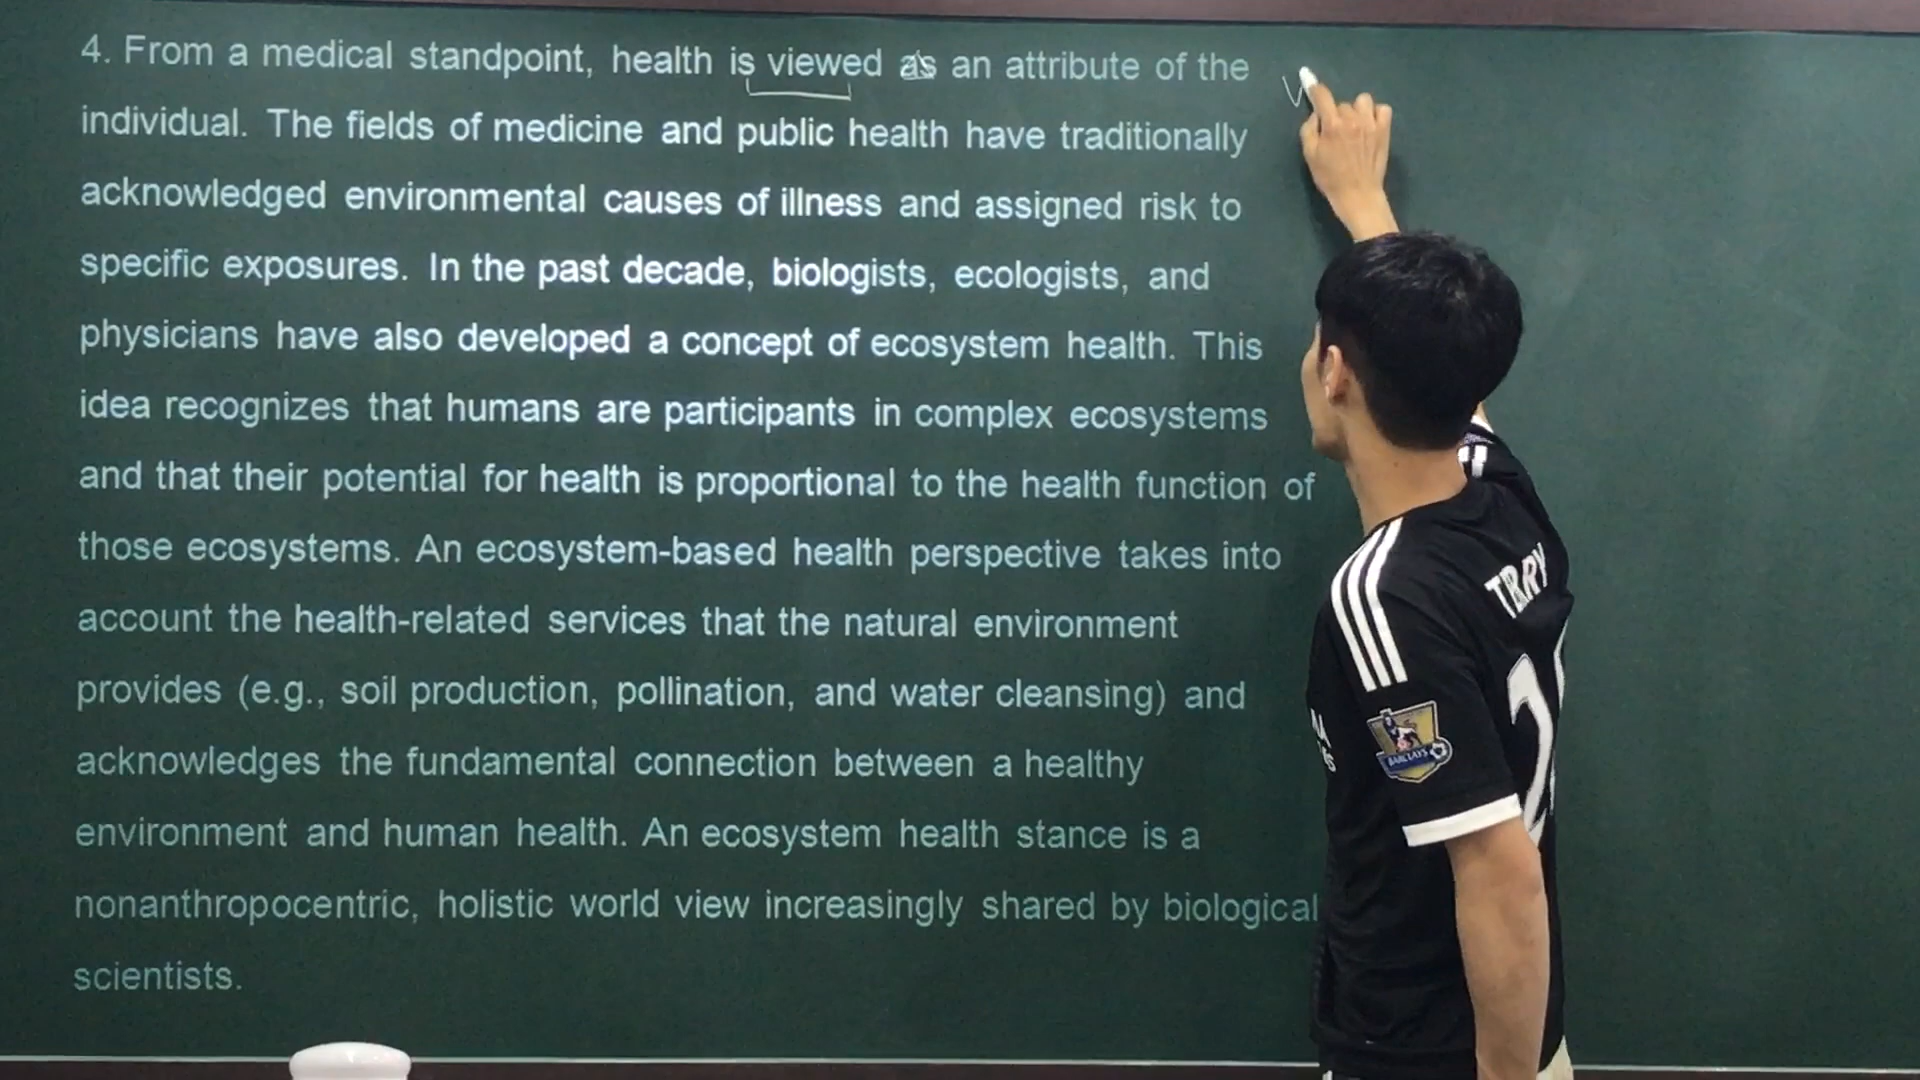 4. From a medical standpoint, health is viewed as an attribute of the
individual. The fields of medicine and public health have traditionally
acknowledged environmental causes of illness and assigned risk to
specific exposures. In the past decade, biologists, ecologists, and
physicians have also developed a concept of ecosystem health. This
idea recognizes that humans are participants in complex ecosystems
and that their potential for health is proportional to the health function of
those ecosystems. An ecosystem-based health perspective takes into
account the health-related services that the natural environment
provides (e.g., soil production, pollination, and water cleansing) and
acknowledges the fundamental connection between a healthy
environment and human health. An ecosystem health stance is a
nonanthropocentric, holistic world view increasingly shared by biological
scientists.
TERRY
BARCLAYS